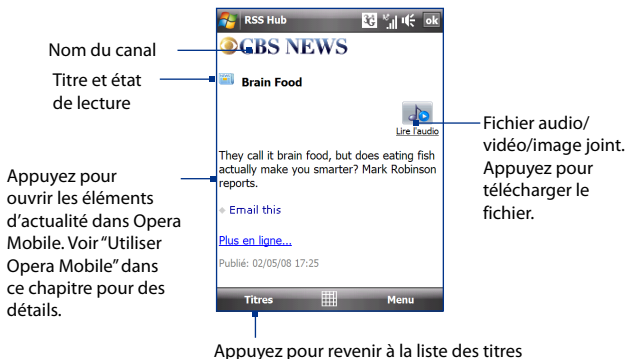 RSS Hub
ok
Nom du canal
CBS NEWS
Titre et état
de lecture
Brain Food
Lire l'audio
Fichier audio/
vidéo/image joint.
Appuyez pour
télécharger le
fichier.
They call it brain food, but does eating fish
actually make you smarter? Mark Robinson
reports.
Appuyez pour
ouvrir les éléments
d'actualité dans Opera
Mobile. Voir "Utiliser
Opera Mobile" dans
ce chapitre pour des
détails.
Email this
Plus en ligne...
Publié: 02/05/08 17:25
Titres
Menu
Appuyez pour revenir à la liste des titres